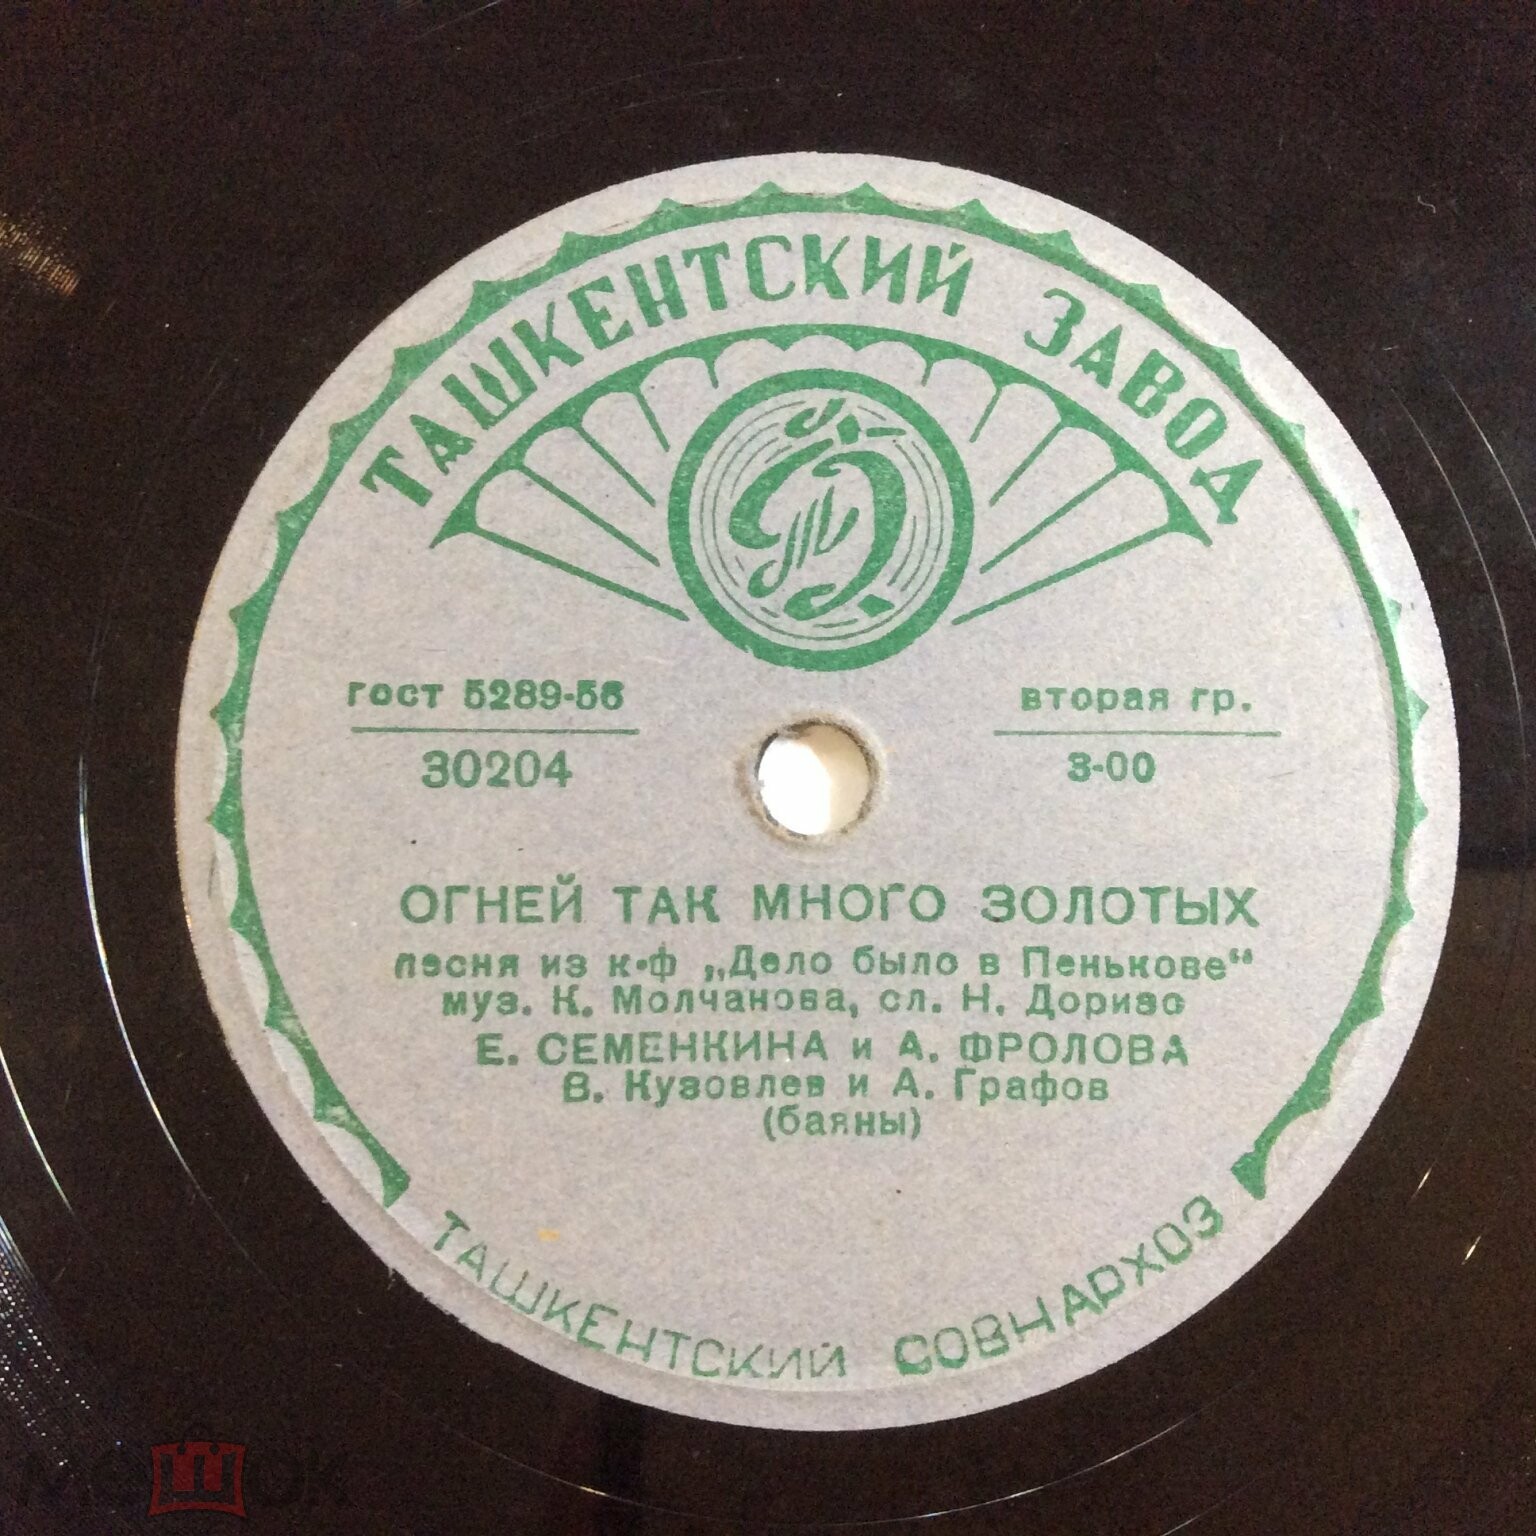 ТАШКЕНТСКИЙ ЗАВОД
гост 5289-56
30204
вторая гр.
3-00
ОГНЕЙ ТАК МНОГО ЗОЛОТЫХ
песня из к-ф „Дело было в Пенькове“
муз. К. Молчанова, сл. Н. Доризо
Е. СЕМЕНКИНА и А. ФРОЛОВА
В. Кузовлев и А. Графов
(баяны)
ТАШКЕНТСКИЙ СОВНАРХОЗ